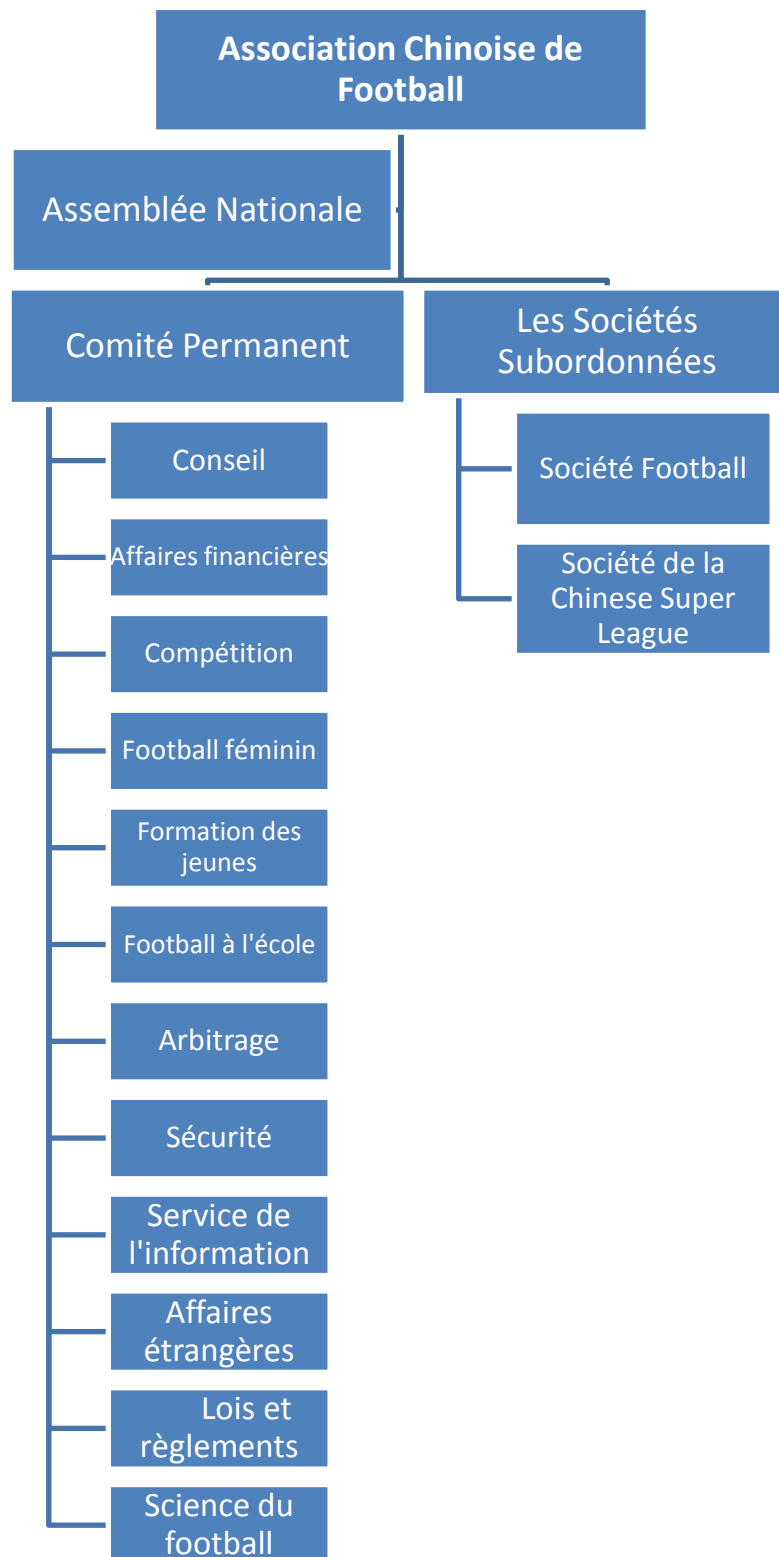 Association Chinoise de
Football
Assemblée Nationale
Comité Permanent
Les Sociétés
Subordonnées
Conseil
Affaires financières
Compétition
Football féminin
Formation des
jeunes
Football à l'école
Arbitrage
Sécurité
Service de
l'information
Affaires
étrangères
Lois et
règlements
Science du
football
Société Football
Société de la
Chinese Super
League